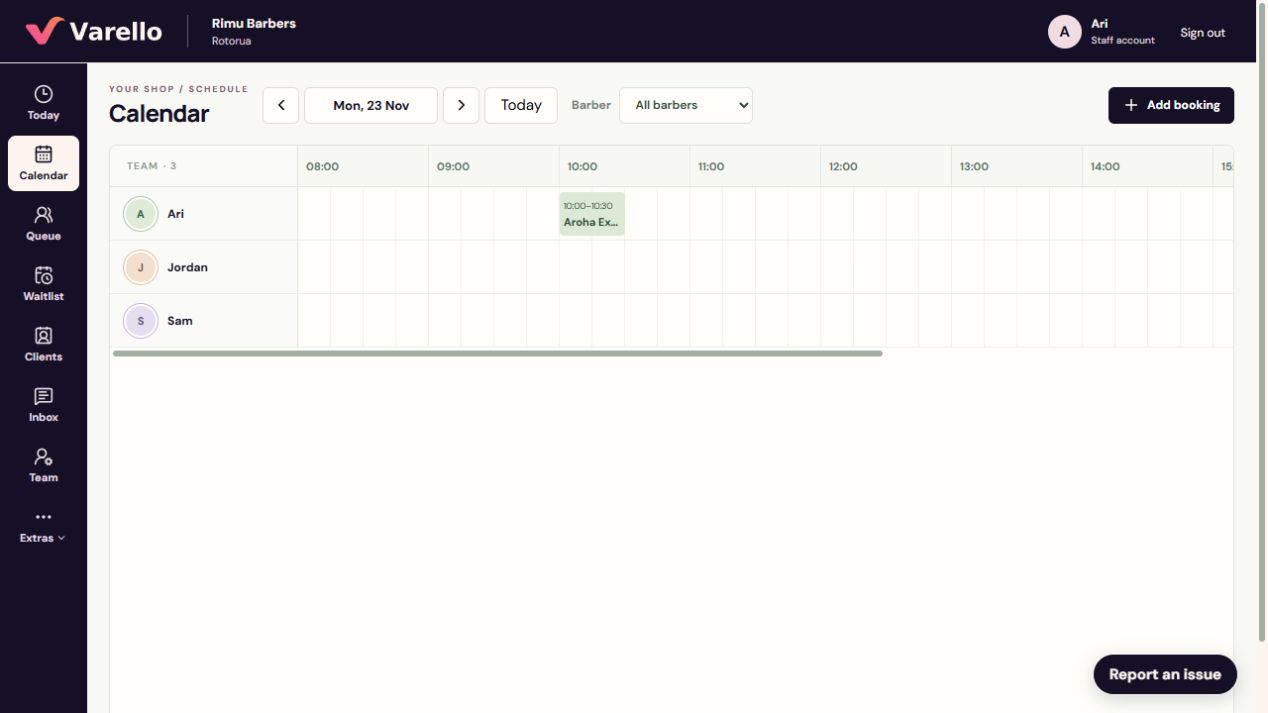 Varello
Rimu Barbers
Rotorua
A
Ari
Staff account
Sign out
Today
Calendar
Queue
Waitlist
Clients
Inbox
Team
Extras
YOUR SHOP / SCHEDULE
Calendar
Mon, 23 Nov
Today
Barber
All barbers
Add booking
TEAM · 3
08:00
09:00
10:00
11:00
12:00
13:00
14:00
15:
A
Ari
10:00–10:30
Aroha Ex...
J
Jordan
S
Sam
Report an issue